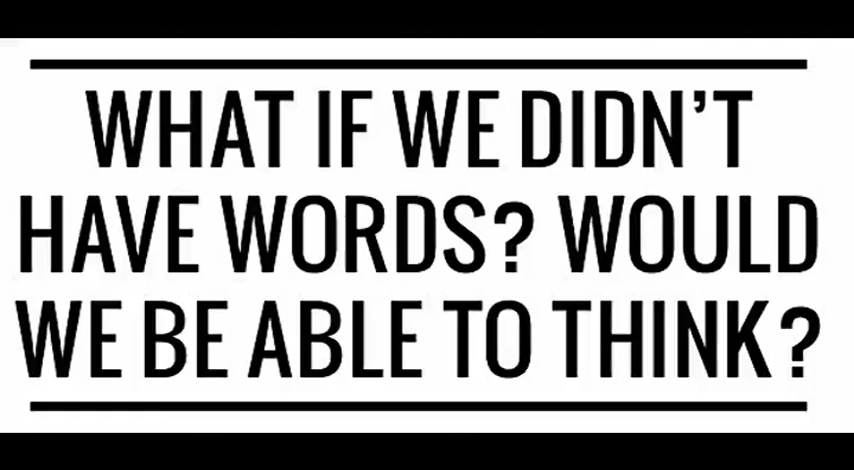 WHAT IF WE DIDN’T
HAVE WORDS? WOULD
WE BE ABLE TO THINK?